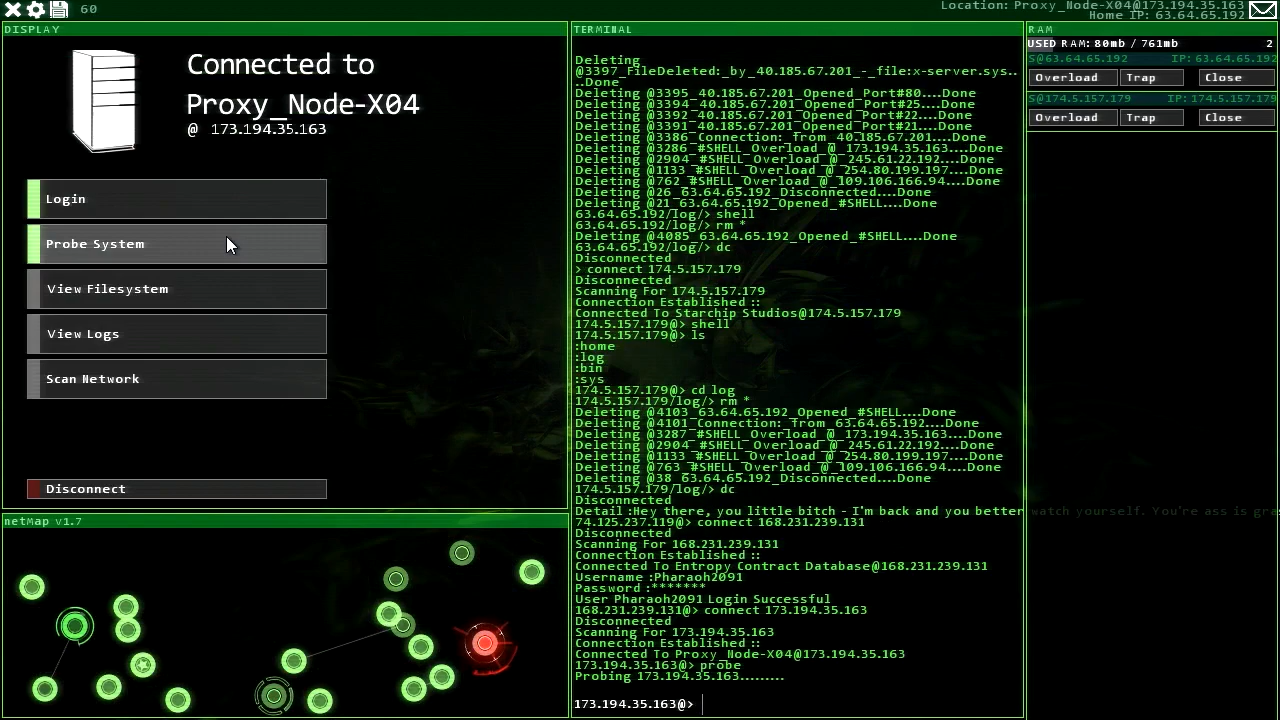 60
Location: Proxy_Node-X04@173.194.35.163
Home IP: 63.64.65.192
DISPLAY
Connected to
Proxy_Node-X04
@ 173.194.35.163
Login
Probe System
View Filesystem
View Logs
Scan Network
Disconnect
netMap v1.7
TERMINAL
Deleting
@3397_FileDeleted:_by_40.185.67.201_-_file:x-server.sys..
..Done
Deleting @3395_40.185.67.201_Opened_Port#80....Done
Deleting @3394_40.185.67.201_Opened_Port#25....Done
Deleting @3392_40.185.67.201_Opened_Port#22....Done
Deleting @3391_40.185.67.201_Opened_Port#21....Done
Deleting @3386_Connection:_from_40.185.67.201....Done
Deleting @3286_#SHELL_Overload_@_173.194.35.163....Done
Deleting @2904_#SHELL_Overload_@_245.61.22.192....Done
Deleting @1133_#SHELL_Overload_@_254.80.199.197....Done
Deleting @762_#SHELL_Overload_@_109.106.166.94....Done
Deleting @26_63.64.65.192_Disconnected....Done
Deleting @21_63.64.65.192_Opened_#SHELL....Done
63.64.65.192/log/> shell
63.64.65.192/log/> rm *
Deleting @4085_63.64.65.192_Opened_#SHELL....Done
63.64.65.192/log/> dc
Disconnected
> connect 174.5.157.179
Disconnected
Scanning For 174.5.157.179
Connection Established ::
Connected To Starchip Studios@174.5.157.179
174.5.157.179@> shell
174.5.157.179@> ls
:home
:log
:bin
:sys
174.5.157.179@> cd log
174.5.157.179/log/> rm *
Deleting @4103_63.64.65.192_Opened_#SHELL....Done
Deleting @4101_Connection:_from_63.64.65.192....Done
Deleting @3287_#SHELL_Overload_@_173.194.35.163....Done
Deleting @2904_#SHELL_Overload_@_245.61.22.192....Done
Deleting @1133_#SHELL_Overload_@_254.80.199.197....Done
Deleting @763_#SHELL_Overload_@_109.106.166.94....Done
Deleting @38_63.64.65.192_Disconnected....Done
174.5.157.179/log/> dc
Disconnected
Detail :Hey there, you little bitch - I'm back and you better watch yourself. You're ass is gra
74.125.237.119@> connect 168.231.239.131
Disconnected
Scanning For 168.231.239.131
Connection Established ::
Connected To Entropy Contract Database@168.231.239.131
Username :Pharaoh2091
Password :*******
User Pharaoh2091 Login Successful
168.231.239.131@> connect 173.194.35.163
Disconnected
Scanning For 173.194.35.163
Connection Established ::
Connected To Proxy_Node-X04@173.194.35.163
173.194.35.163@> probe
Probing 173.194.35.163.........
173.194.35.163@>
RAM
USED RAM: 80mb / 761mb 2
S@63.64.65.192 IP: 63.64.65.192
Overload Trap Close
S@174.5.157.179 IP: 174.5.157.179
Overload Trap Close